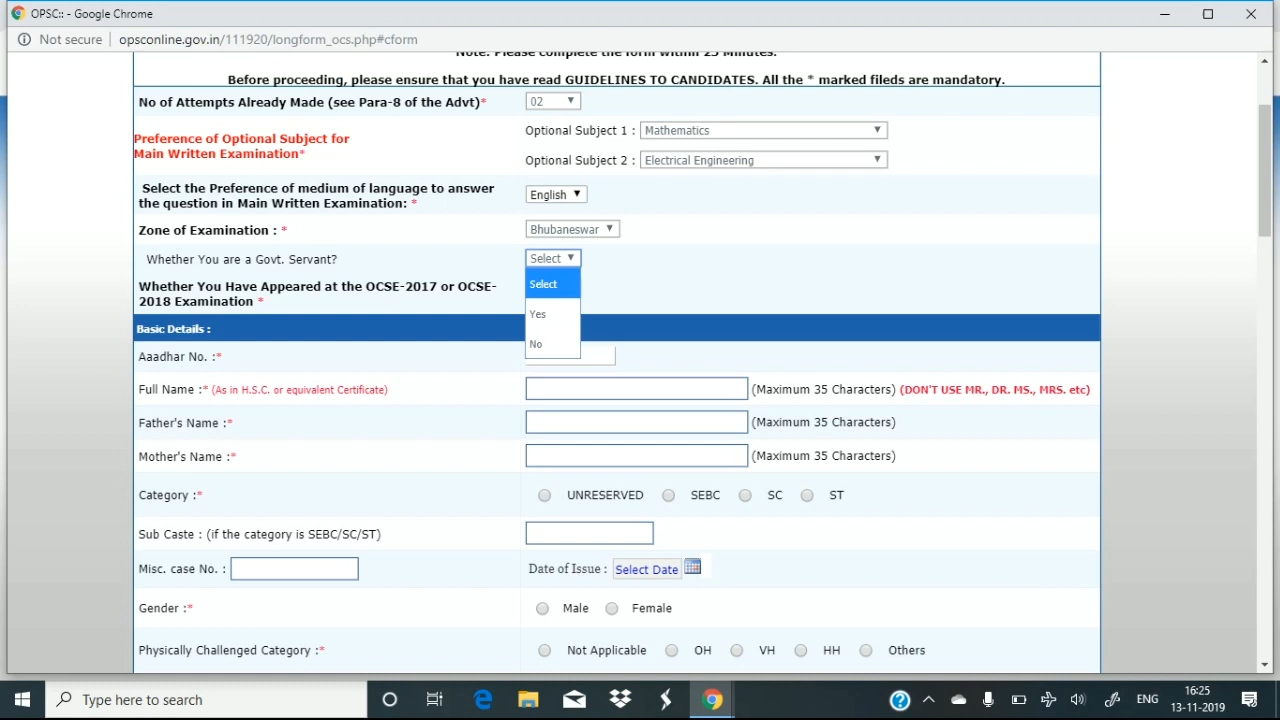 OPSC:: - Google Chrome
Not secure | opsconline.gov.in/111920/longform_ocs.php#cform
Note: Please complete the form within 25 Minutes.
Before proceeding, please ensure that you have read GUIDELINES TO CANDIDATES. All the * marked fileds are mandatory.
No of Attempts Already Made (see Para-8 of the Advt)* 02
Preference of Optional Subject for
Main Written Examination*
Optional Subject 1 : Mathematics
Optional Subject 2 : Electrical Engineering
Select the Preference of medium of language to answer
the question in Main Written Examination: * English
Zone of Examination : * Bhubaneswar
Whether You are a Govt. Servant? Select
Select
Yes
No
Whether You Have Appeared at the OCSE-2017 or OCSE-
2018 Examination *
Basic Details :
Aaadhar No. :*
Full Name :* (As in H.S.C. or equivalent Certificate) (Maximum 35 Characters) (DON'T USE MR., DR. MS., MRS. etc)
Father's Name :* (Maximum 35 Characters)
Mother's Name :* (Maximum 35 Characters)
Category :* UNRESERVED SEBC SC ST
Sub Caste : (if the category is SEBC/SC/ST)
Misc. case No. : Date of Issue : Select Date
Gender :* Male Female
Physically Challenged Category :* Not Applicable OH VH HH Others
Type here to search
ENG
16:25
13-11-2019